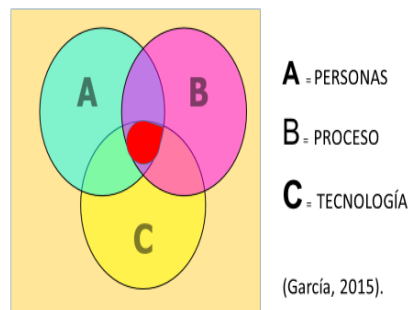 A
B
C
A = PERSONAS
B = PROCESO
C = TECNOLOGÍA
(García, 2015).